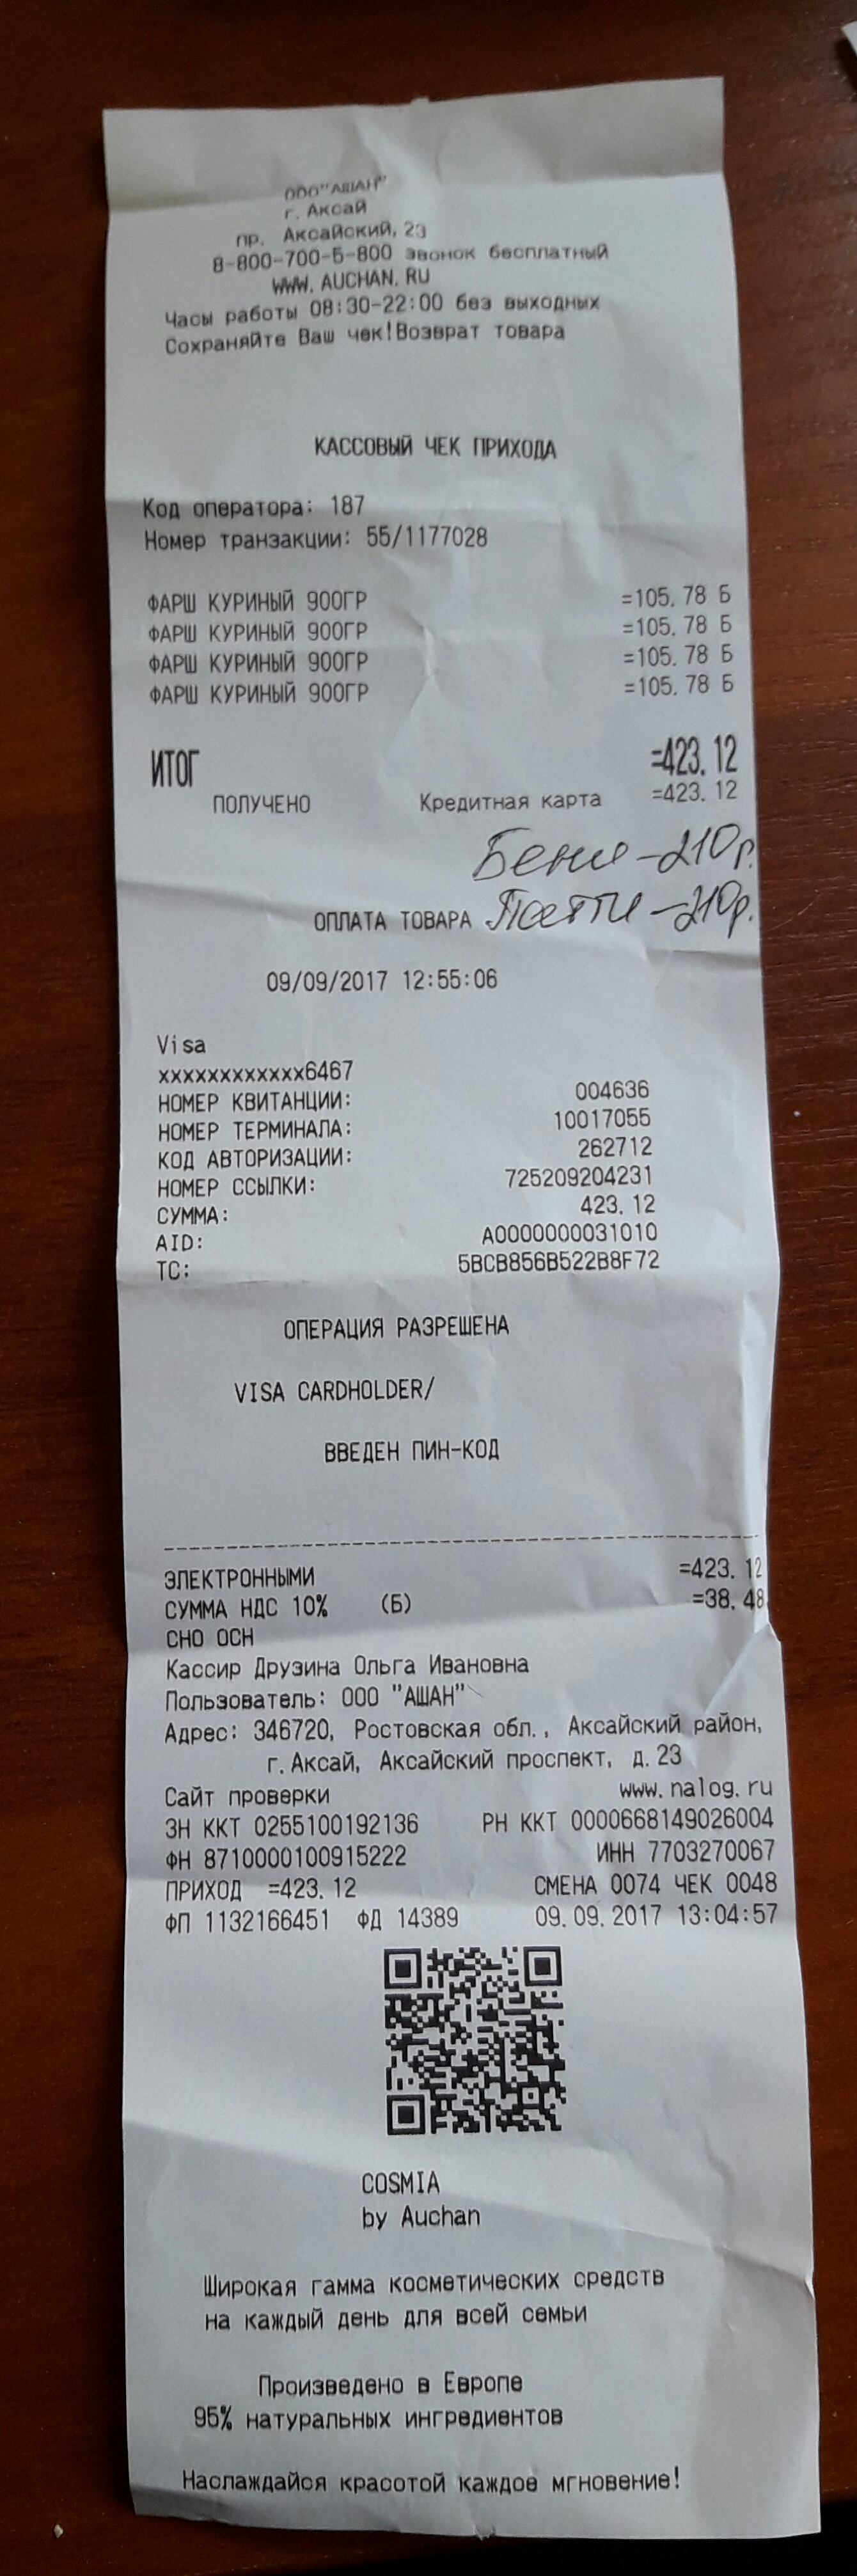 ООО"АШАН"
г. Аксай
пр. Аксайский, 23
8-800-700-5-800 звонок бесплатный
WWW. AUCHAN. RU
Часы работы 08:30-22:00 без выходных
Сохраняйте Ваш чек!Возврат товара
КАССОВЫЙ ЧЕК ПРИХОДА
Код оператора: 187
Номер транзакции: 55/1177028
ФАРШ КУРИНЫЙ 900ГР =105. 78 Б
ФАРШ КУРИНЫЙ 900ГР =105. 78 Б
ФАРШ КУРИНЫЙ 900ГР =105. 78 Б
ФАРШ КУРИНЫЙ 900ГР =105. 78 Б
ИТОГ =423. 12
ПОЛУЧЕНО Кредитная карта =423. 12
Бени -210р.
ОПЛАТА ТОВАРА Патти -210р.
09/09/2017 12:55:06
Visa
xxxxxxxxxxxx6467
НОМЕР КВИТАНЦИИ: 004636
НОМЕР ТЕРМИНАЛА: 10017055
КОД АВТОРИЗАЦИИ: 262712
НОМЕР ССЫЛКИ: 725209204231
СУММА: 423. 12
AID: A0000000031010
TC: 5BCB856B522B8F72
ОПЕРАЦИЯ РАЗРЕШЕНА
VISA CARDHOLDER/
ВВЕДЕН ПИН-КОД
ЭЛЕКТРОННЫМИ =423. 12
СУММА НДС 10% (Б) =38. 48
СНО ОСН
Кассир Друзина Ольга Ивановна
Пользователь: ООО "АШАН"
Адрес: 346720, Ростовская обл., Аксайский район,
г. Аксай, Аксайский проспект, д. 23
Сайт проверки www. nalog. ru
ЗН ККТ 0255100192136 РН ККТ 0000668149026004
ФН 8710000100915222 ИНН 7703270067
ПРИХОД =423. 12 СМЕНА 0074 ЧЕК 0048
ФП 1132166451 ФД 14389 09. 09. 2017 13:04:57
COSMIA
by Auchan
Широкая гамма косметических средств
на каждый день для всей семьи
Произведено в Европе
95% натуральных ингредиентов
Наслаждайся красотой каждое мгновение!